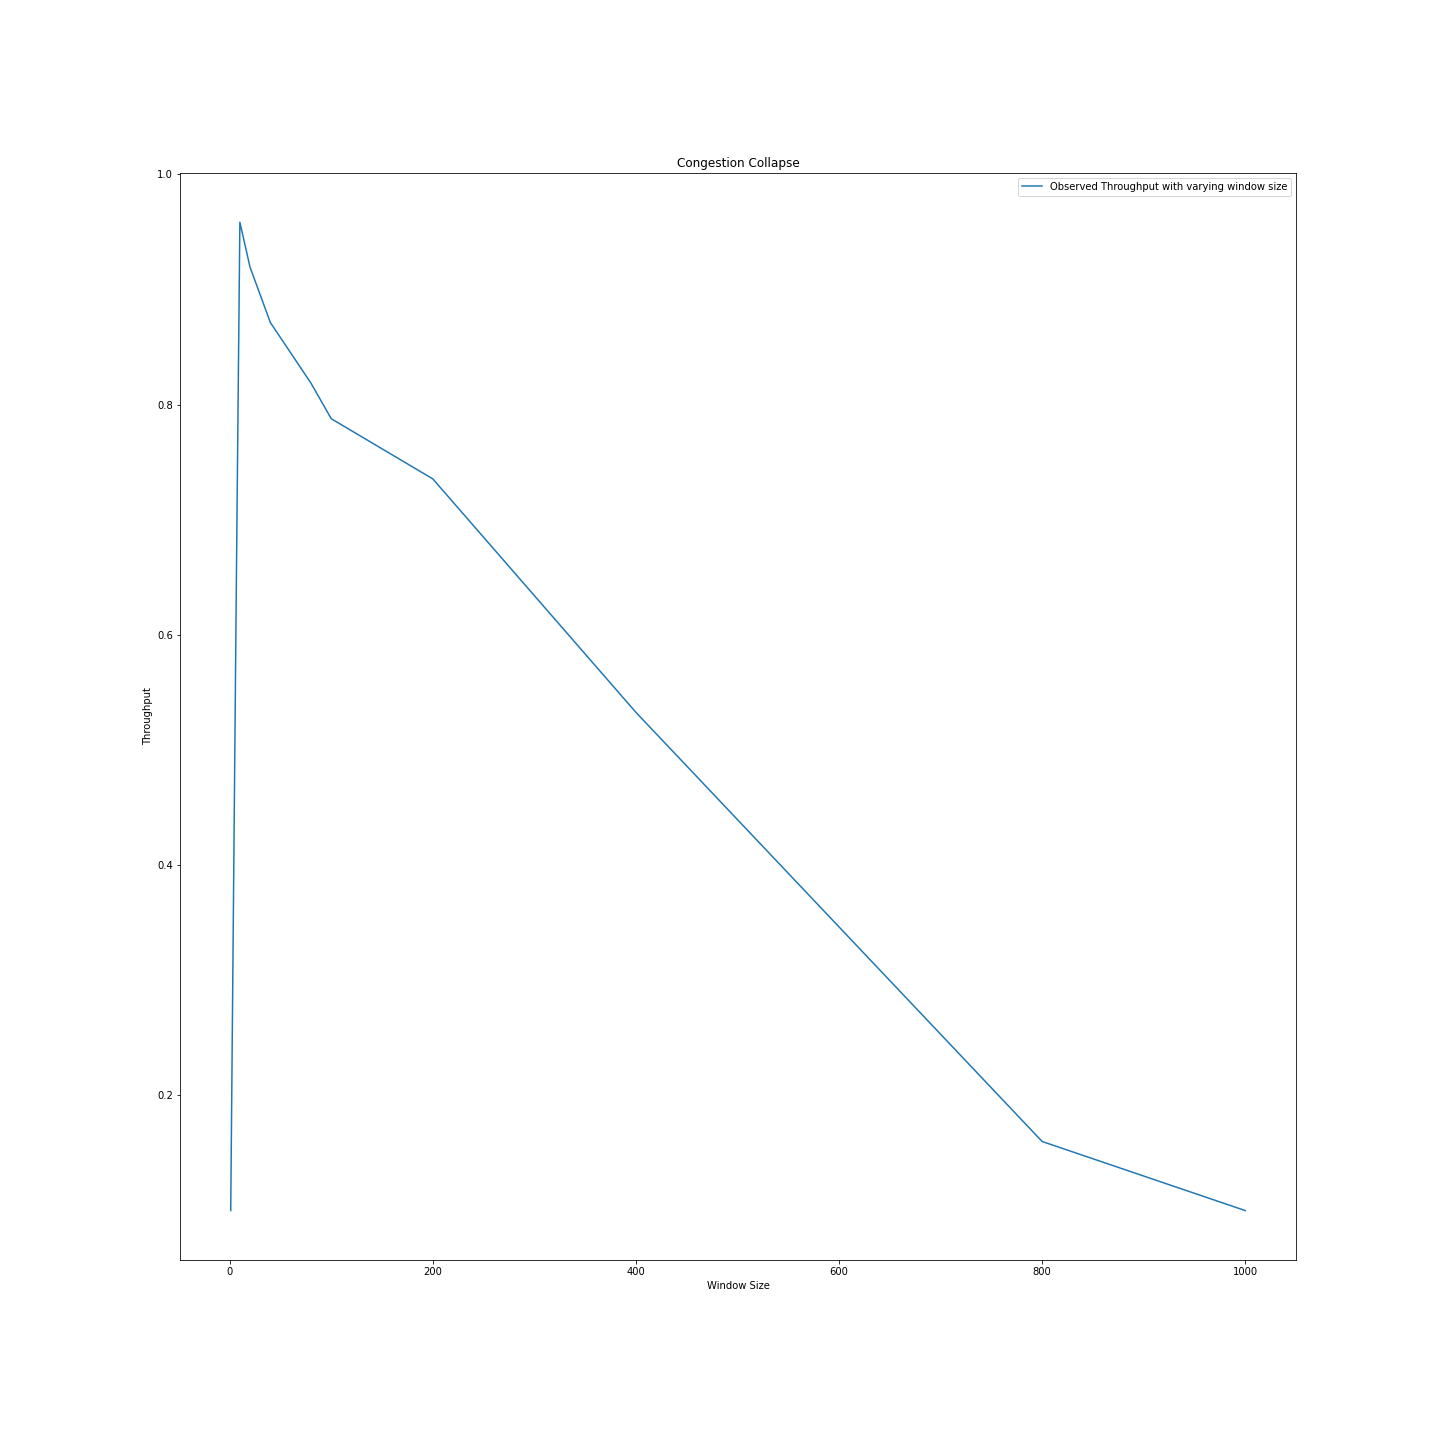 Congestion Collapse
Observed Throughput with varying window size
1.0
0.8
0.6
0.4
0.2
Throughput
0 200 400 600 800 1000
Window Size